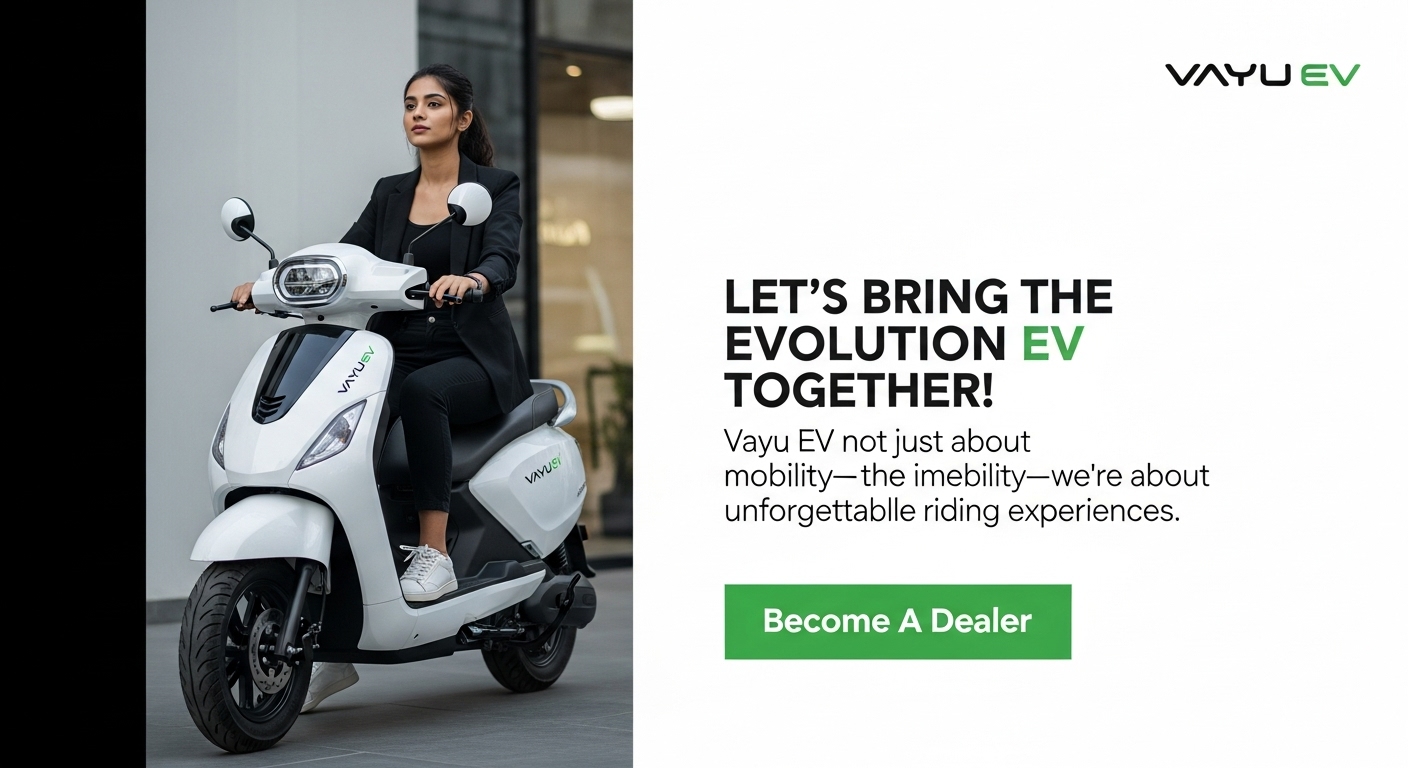 VAYU EV
LET'S BRING THE
EVOLUTION EV
TOGETHER!
Vayu EV not just about
mobility—the imebility—we're about
unforgettablle riding experiences.
Become A Dealer
VAYU EV
VAYU EV